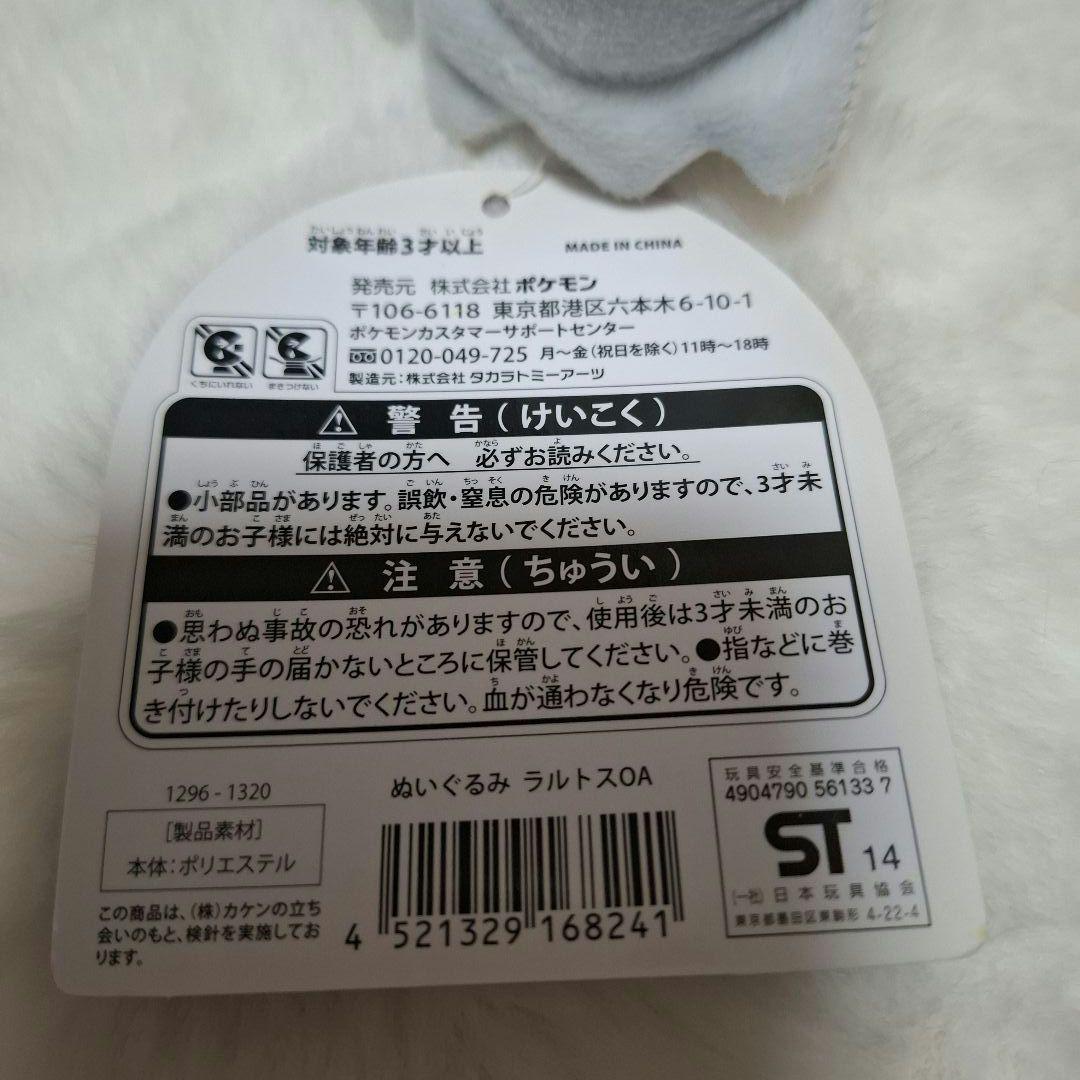 対象年齢3才以上
MADE IN CHINA
発売元 株式会社ポケモン
〒106-6118 東京都港区六本木6-10-1
ポケモンカスタマーサポートセンター
0120-049-725 月～金(祝日を除く)11時～18時
製造元:株式会社タカラトミーアーツ
くちにいれない
まきつけない
警告(けいこく)
保護者の方へ 必ずお読みください。
●小部品があります。誤飲・窒息の危険がありますので、3才未
満のお子様には絶対に与えないでください。
注意(ちゅうい)
●思わぬ事故の恐れがありますので、使用後は3才未満のお
子様の手の届かないところに保管してください。●指などに巻
き付けたりしないでください。血が通わなくなり危険です。
1296-1320
[製品素材]
本体:ポリエステル
この商品は、(株)カケンの立ち
会いのもと、検針を実施してお
ります。
ぬいぐるみ ラルトスOA
4 521329 168241
玩具安全基準合格
4904790 56133 7
ST 14
(一社)日本玩具協会
東京都墨田区東駒形 4-22-4